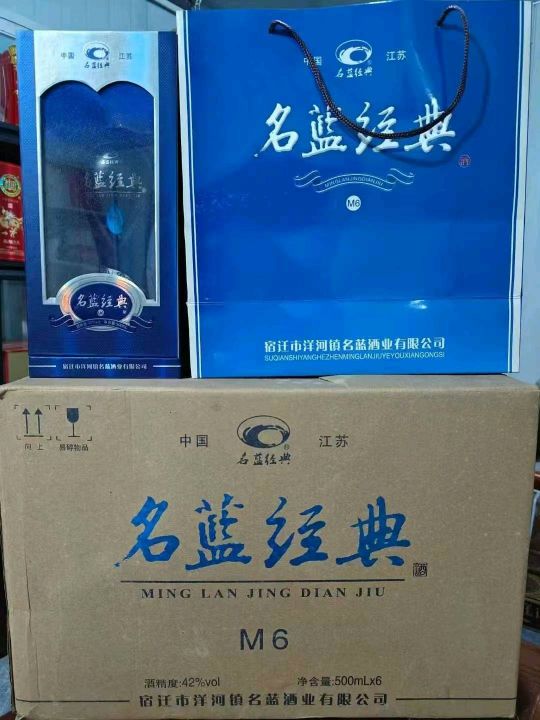 中国 江苏
名蓝经典
名蓝经典
名蓝经典
M6
宿迁市洋河镇名蓝酒业有限公司
中国 江苏
名蓝经典
名蓝经典
酒
MINGLANJINGDIANJIU
M6
宿迁市洋河镇名蓝酒业有限公司
SUQIANSHIYANGHEZHENMINGLANJIUYEYOUXIANGONGSI
向上 易碎物品
中国 江苏
名蓝经典
名蓝经典
酒
MING LAN JING DIAN JIU
M6
酒精度:42%vol 净含量:500mLx6
宿迁市洋河镇名蓝酒业有限公司